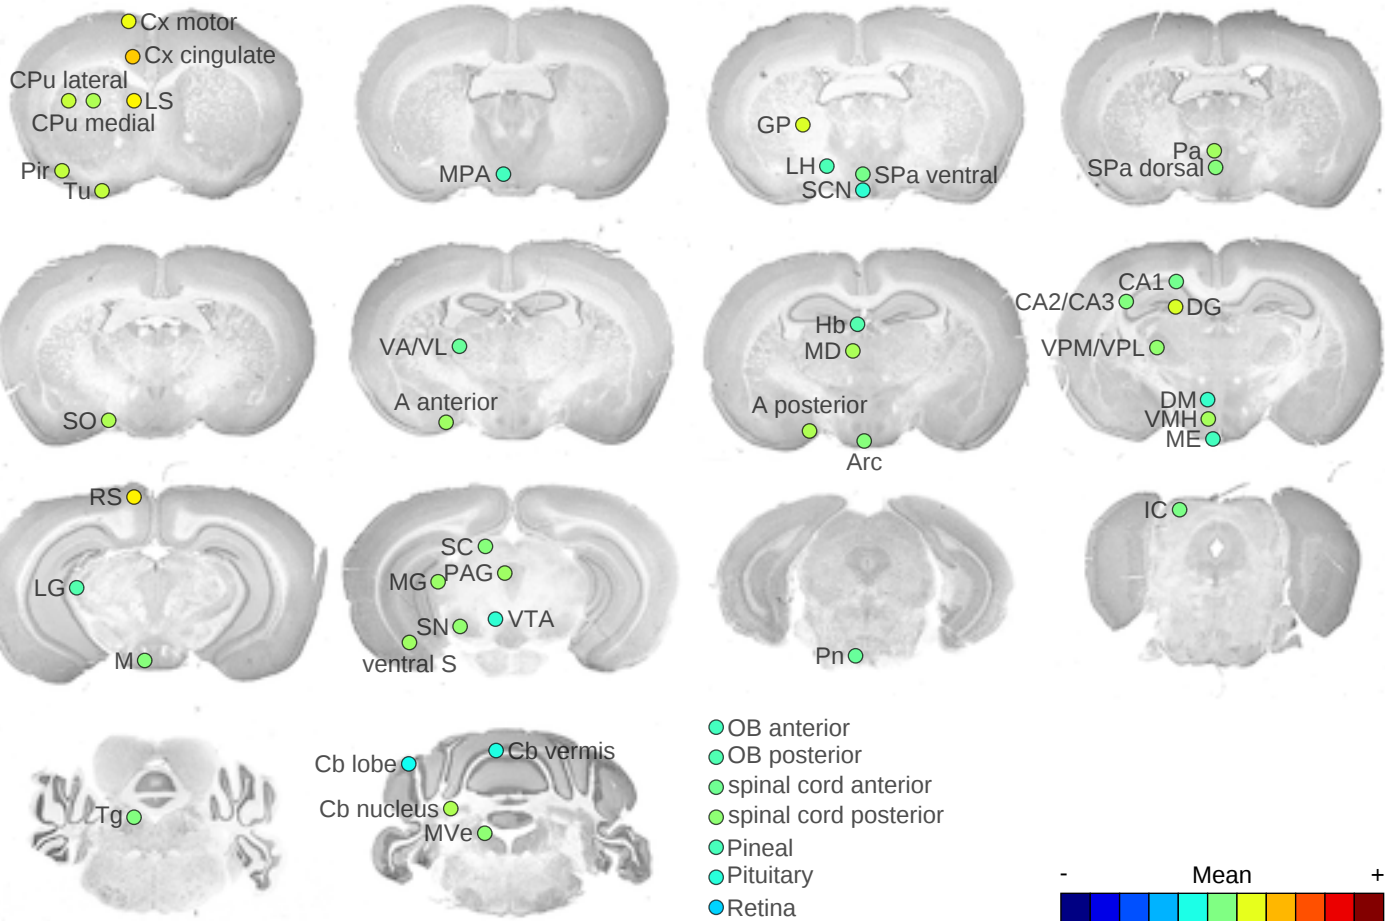 Cx motor
Cx cingulate
CPu lateral
LS
CPu medial
Pir
Tu
MPA
GP
LH
SPa ventral
SCN
Pa
SPa dorsal
SO
VA/VL
A anterior
Hb
MD
A posterior
Arc
CA1
CA2/CA3
DG
VPM/VPL
DM
VMH
ME
RS
LG
M
SC
PAG
MG
SN
VTA
ventral S
Pn
IC
Tg
Cb vermis
Cb lobe
Cb nucleus
MVe
OB anterior
OB posterior
spinal cord anterior
spinal cord posterior
Pineal
Pituitary
Retina
- Mean +